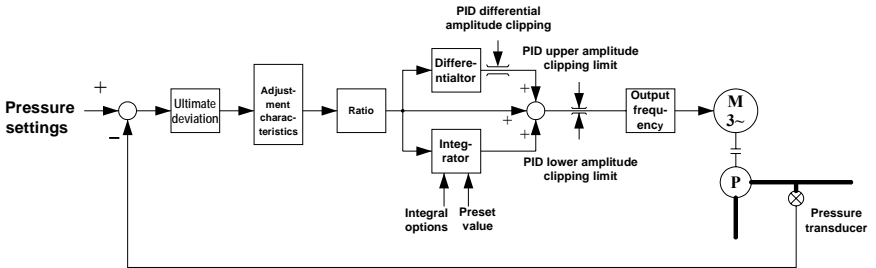 PID differential
amplitude clipping
PID upper amplitude
clipping limit
Differe-
ntialtor
+
Pressure
settings
+
−
Ultimate
deviation
Adjust-
ment
charac-
teristics
Ratio
+
+
Output
frequ-
ency
M
3~
Integ-
rator
PID lower amplitude
clipping limit
P
Integral
options
Preset
value
Pressure
transducer